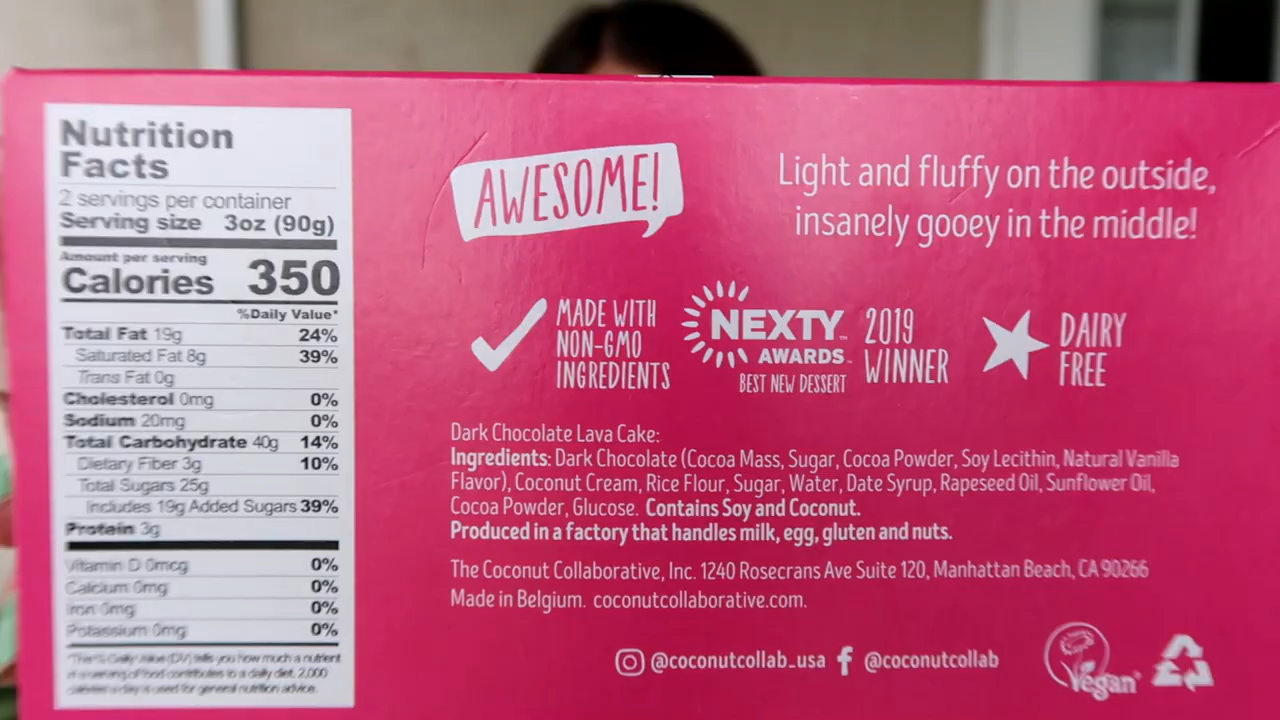 Nutrition
Facts
2 servings per container
Serving size 3oz (90g)
Amount per serving
Calories 350
%Daily Value*
Total Fat 19g 24%
Saturated Fat 8g 39%
Trans Fat 0g
Cholesterol 0mg 0%
Sodium 20mg 0%
Total Carbohydrate 40g 14%
Dietary Fiber 3g 10%
Total Sugars 25g
Includes 19g Added Sugars 39%
Protein 3g
Vitamin D 0mcg 0%
Calcium 0mg 0%
Iron 0mg 0%
Potassium 0mg 0%
*The % Daily Value (DV) tells you how much a nutrient
in a serving of food contributes to a daily diet. 2,000
calories a day is used for general nutrition advice.
AWESOME!
Light and fluffy on the outside,
insanely gooey in the middle!
MADE WITH
NON-GMO
INGREDIENTS
NEXTY™
AWARDS
BEST NEW DESSERT
2019
WINNER
DAIRY
FREE
Dark Chocolate Lava Cake:
Ingredients: Dark Chocolate (Cocoa Mass, Sugar, Cocoa Powder, Soy Lecithin, Natural Vanilla
Flavor), Coconut Cream, Rice Flour, Sugar, Water, Date Syrup, Rapeseed Oil, Sunflower Oil,
Cocoa Powder, Glucose. Contains Soy and Coconut.
Produced in a factory that handles milk, egg, gluten and nuts.
The Coconut Collaborative, Inc. 1240 Rosecrans Ave Suite 120, Manhattan Beach, CA 90266
Made in Belgium. coconutcollaborative.com.
@coconutcollab_usa f @coconutcollab
Vegan